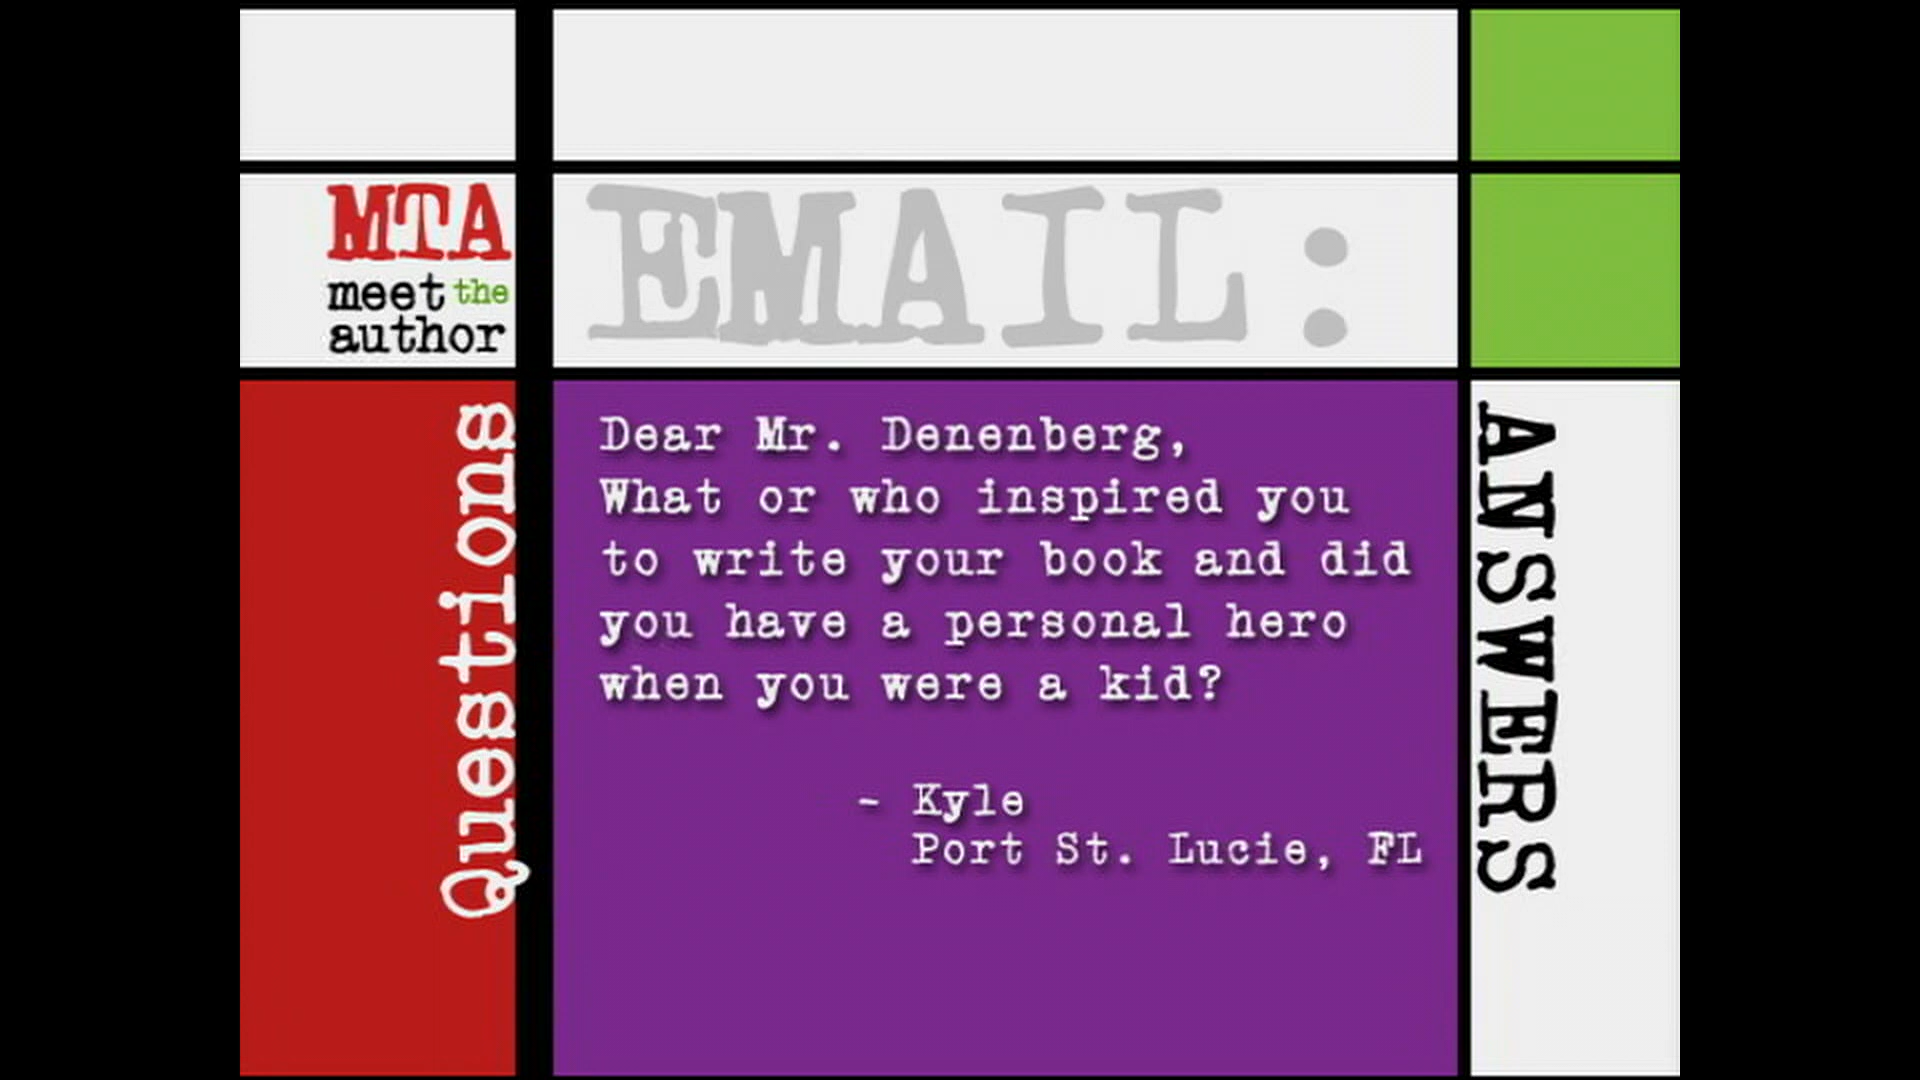 MTA
meet the
author
EMAIL:
Questions
Dear Mr. Denenberg,
What or who inspired you
to write your book and did
you have a personal hero
when you were a kid?
- Kyle
Port St. Lucie, FL
ANSWERS